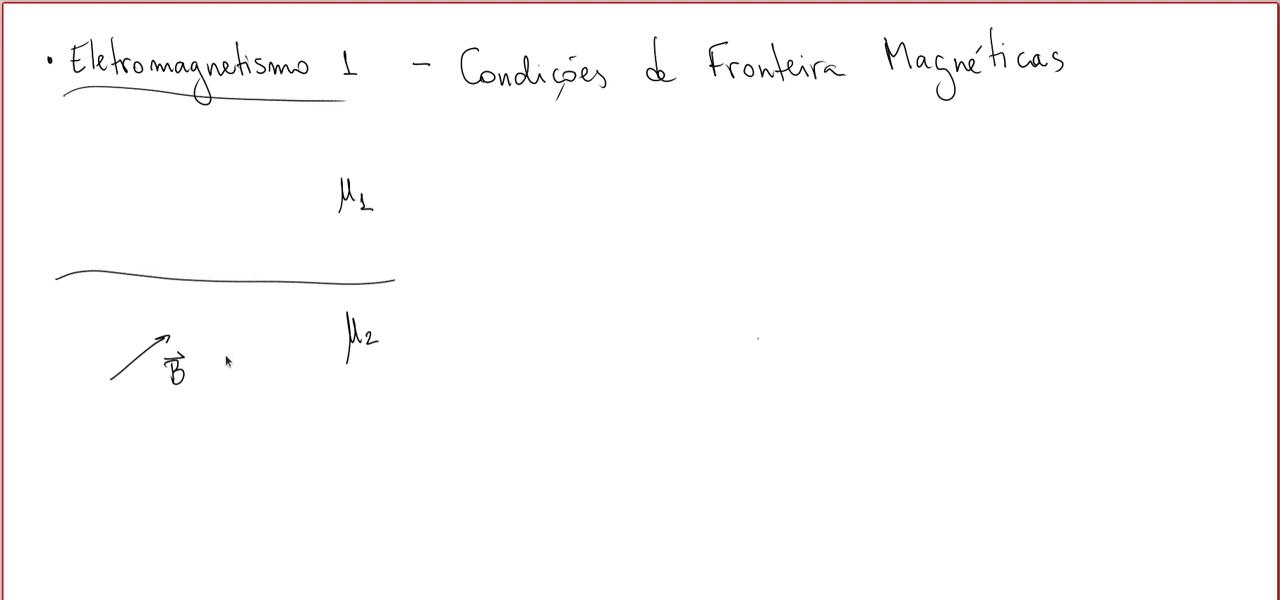 • Eletromagnetismo 1 - Condições de Fronteira Magnéticas
μ1
μ2
B⃗